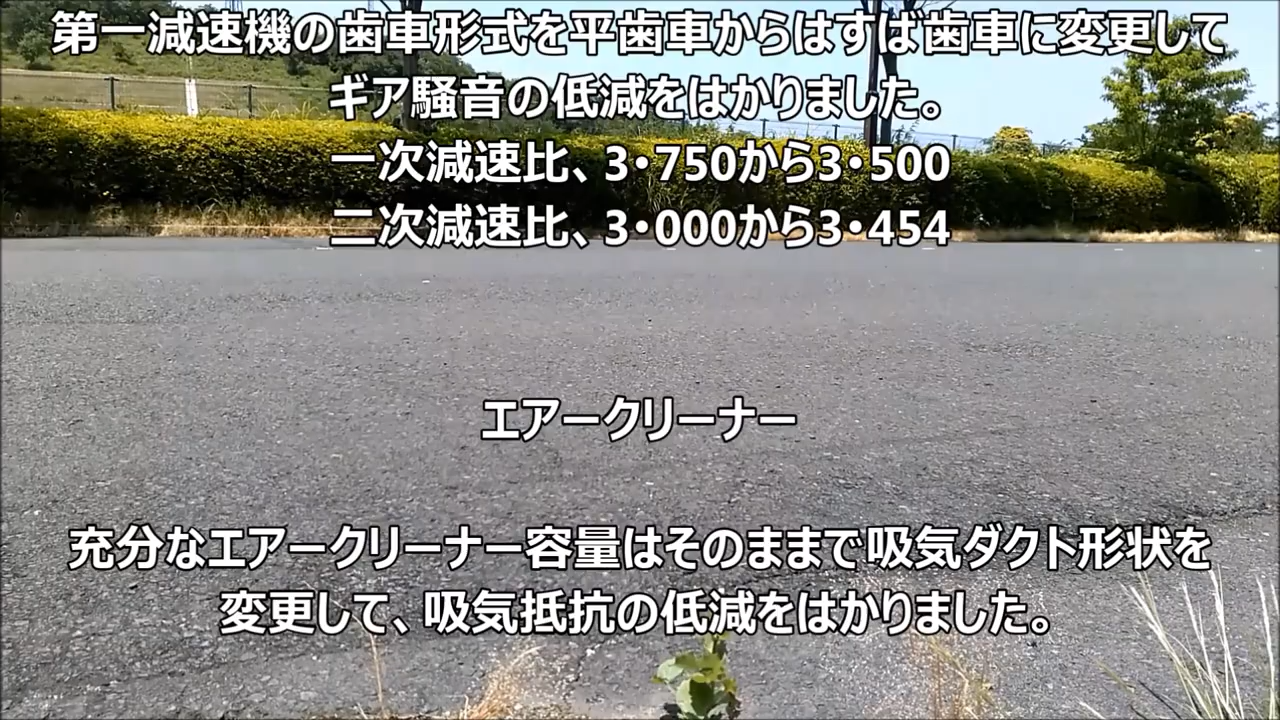 第一減速機の歯車形式を平歯車からはすば歯車に変更して
ギア騒音の低減をはかりました。
一次減速比、3・750から3・500
二次減速比、3・000から3・454
エアークリーナー
充分なエアークリーナー容量はそのままで吸気ダクト形状を
変更して、吸気抵抗の低減をはかりました。